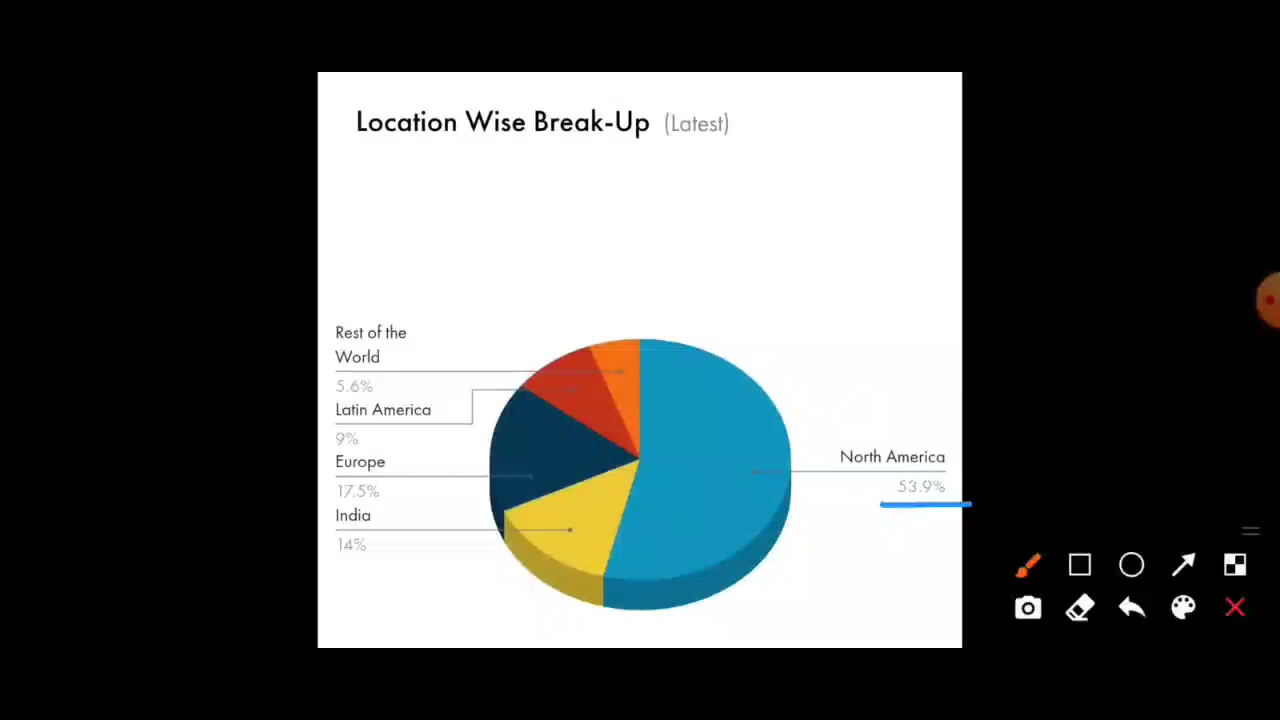 Location Wise Break-Up (Latest)
Rest of the
World
5.6%
Latin America
9%
Europe
17.5%
India
14%
North America
53.9%